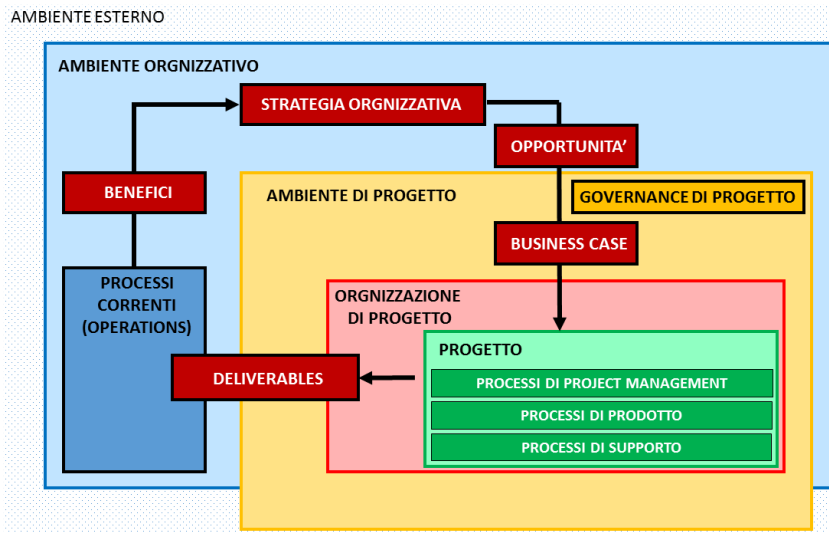 AMBIENTE ESTERNO
AMBIENTE ORGNIZZATIVO
STRATEGIA ORGNIZZATIVA
OPPORTUNITA’
BENEFICI
AMBIENTE DI PROGETTO
GOVERNANCE DI PROGETTO
BUSINESS CASE
PROCESSI
CORRENTI
(OPERATIONS)
ORGNIZZAZIONE
DI PROGETTO
PROGETTO
DELIVERABLES
PROCESSI DI PROJECT MANAGEMENT
PROCESSI DI PRODOTTO
PROCESSI DI SUPPORTO